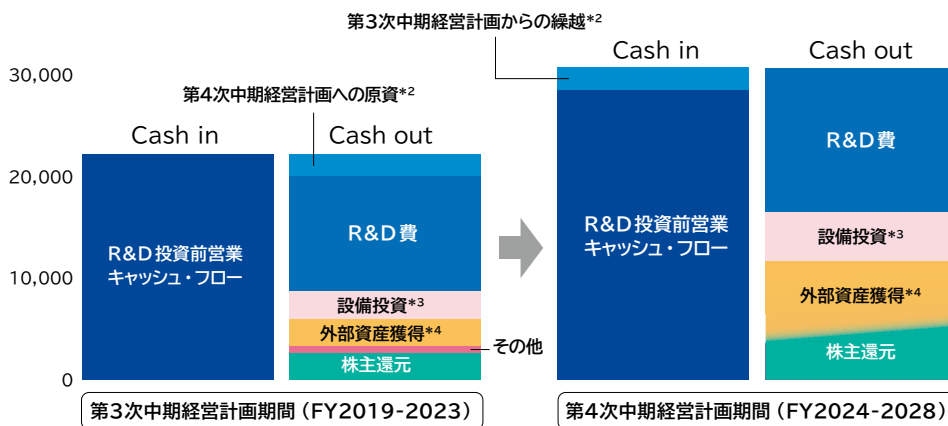 第3次中期経営計画からの繰越*2
Cash in
Cash out
30,000
第4次中期経営計画への原資*2
Cash in
Cash out
R&D費
20,000
R&D費
R&D投資前営業
キャッシュ・フロー
R&D投資前営業
キャッシュ・フロー
設備投資*3
10,000
設備投資*3
外部資産獲得*4
外部資産獲得*4
その他
株主還元
株主還元
0
第3次中期経営計画期間（FY2019-2023）
第4次中期経営計画期間（FY2024-2028）